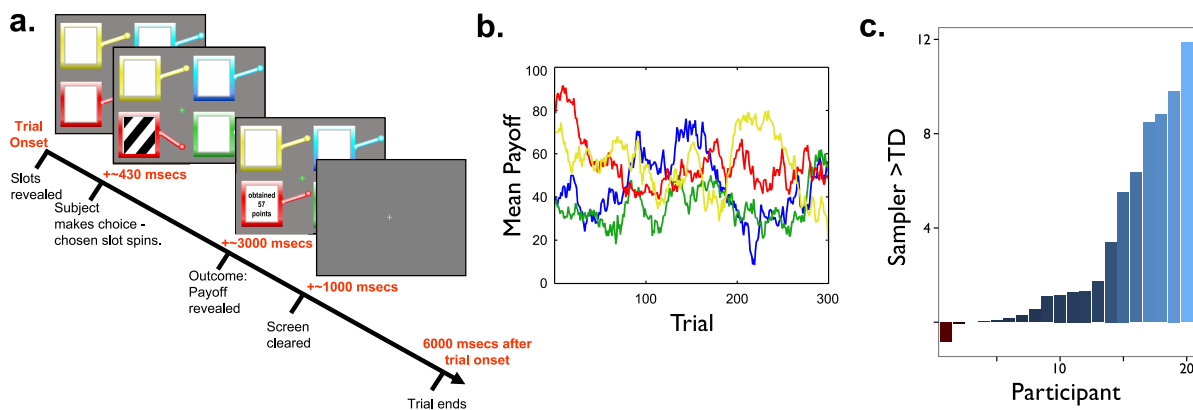 a.
Trial
Onset
Slots
revealed
+~430 msecs
Subject
makes choice -
chosen slot spins.
obtained
57
points
+~3000 msecs
Outcome:
Payoff
revealed
+~1000 msecs
Screen
cleared
6000 msecs after
trial onset
Trial ends
b.
Mean Payoff
100
80
60
40
20
0
100
200
300
Trial
c.
Sampler >TD
12
8
4
10
20
Participant